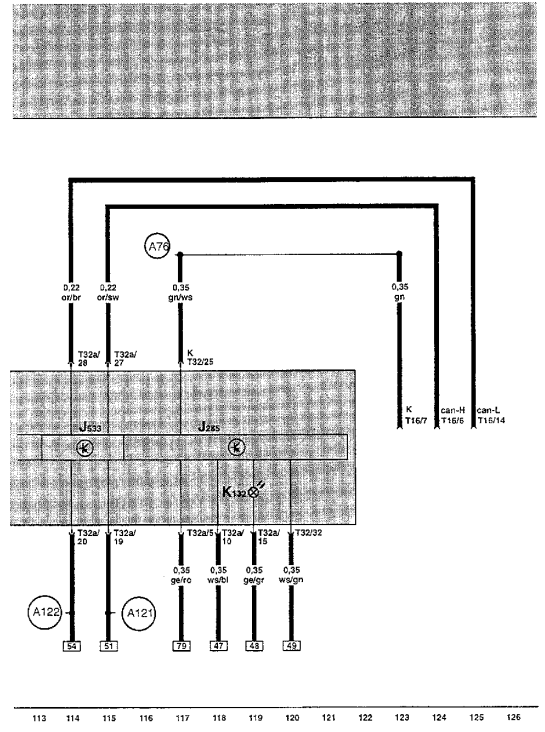 A76
0,22 0,22 0,35 0,35
or/br or/sw gn/ws gn
T32a/ T32a/ K
28 27 T32/25
K can-H can-L
T16/7 T16/6 T16/14
J533 J285
K132
T32a/ T32a/ T32a/5 T32a/ T32a/ T32/32
20 19 10 15
0,35 0,35 0,35 0,35
ge/ro ws/bl ge/gr ws/gn
A122 A121
54 51 79 47 48 49
113 114 115 116 117 118 119 120 121 122 123 124 125 126